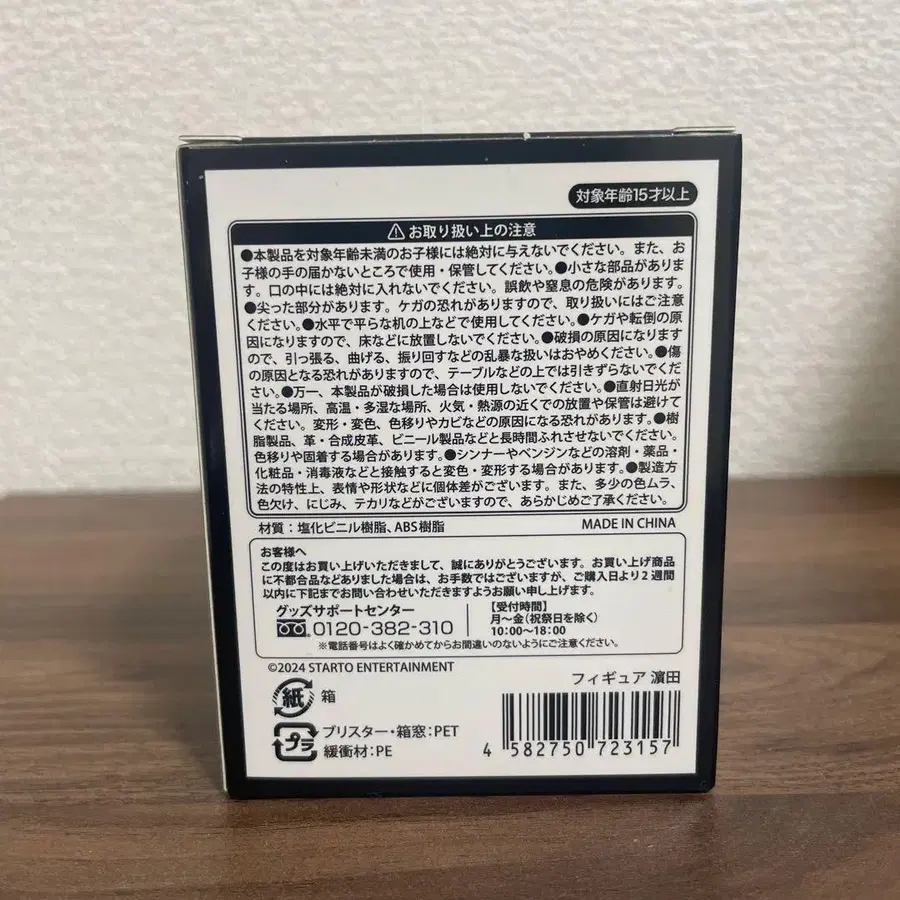 対象年齢15才以上
⚠お取り扱い上の注意
●本製品を対象年齢未満のお子様には絶対に与えないでください。また、お
子様の手の届かないところで使用・保管してください。●小さな部品がありま
す。口の中には絶対に入れないでください。誤飲や窒息の危険があります。
●尖った部分があります。ケガの恐れがありますので、取り扱いにはご注意
ください。●水平で平らな机の上などで使用してください。●ケガや転倒の原
因になりますので、床などに放置しないでください。●破損の原因になります
ので、引っ張る、曲げる、振り回すなどの乱暴な扱いはおやめください。●傷
の原因となる恐れがありますので、テーブルなどの上では引きずらないでくだ
さい。●万一、本製品が破損した場合は使用しないでください。●直射日光が
当たる場所、高温・多湿な場所、火気・熱源の近くでの放置や保管は避けて
ください。変形・変色、色移りやカビなどの原因になる恐れがあります。●樹
脂製品、革・合成皮革、ビニール製品などと長時間ふれさせないでください。
色移りや固着する場合があります。●シンナーやベンジンなどの溶剤・薬品・
化粧品・消毒液などと接触すると変色・変形する場合があります。●製造方
法の特性上、表情や形状などに個体差がございます。また、多少の色ムラ、
色欠け、にじみ、テカリなどがございますので、あらかじめご了承ください。
材質：塩化ビニル樹脂、ABS樹脂 MADE IN CHINA
お客様へ
この度はお買い上げいただきまして、誠にありがとうございます。お買い上げ商品
に不都合品などありました場合は、お手数ではございますが、ご購入日より2週間
以内に下記までお問い合わせいただきますようお願い申し上げます。
グッズサポートセンター
0120-382-310
【受付時間】
月～金（祝祭日を除く）
10:00～18:00
※電話番号はよく確かめてからお間違いのないようにご注意ください。
©2024 STARTO ENTERTAINMENT
フィギュア 濵田
紙 箱
プラ ブリスター・箱窓：PET
緩衝材：PE
4 582750 723157